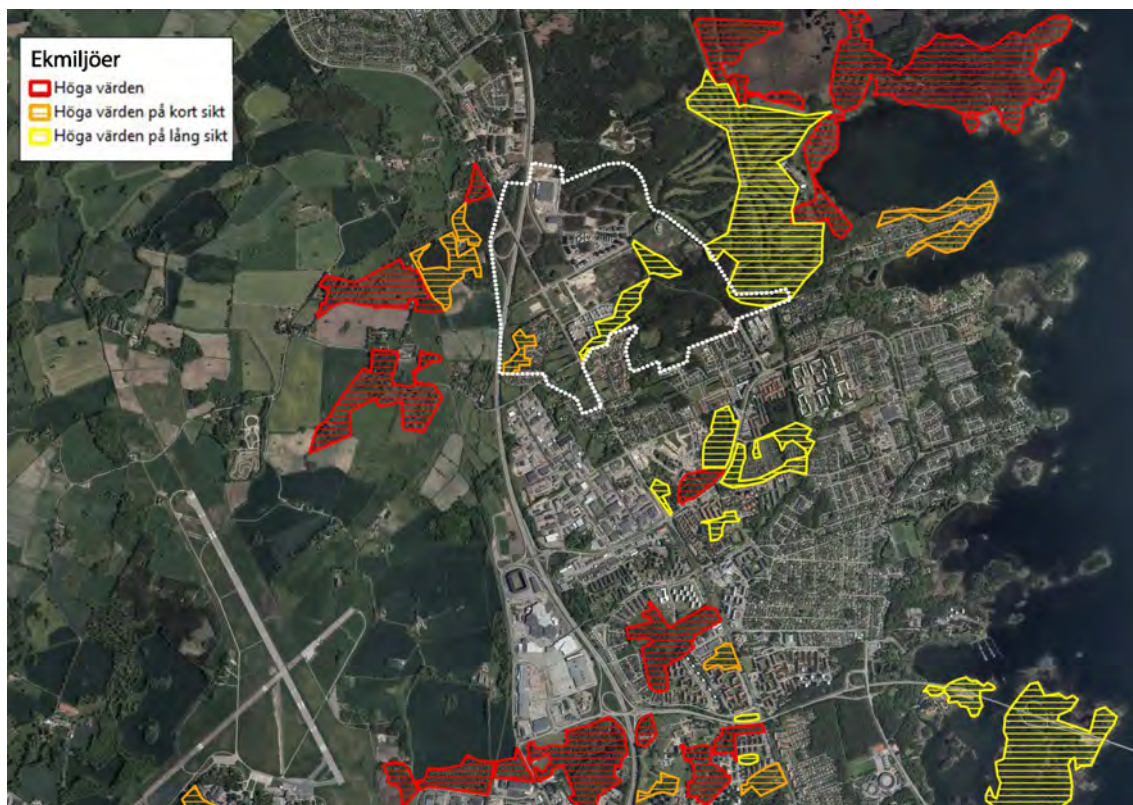 Ekmiljöer
Höga värden
Höga värden på kort sikt
Höga värden på lång sikt